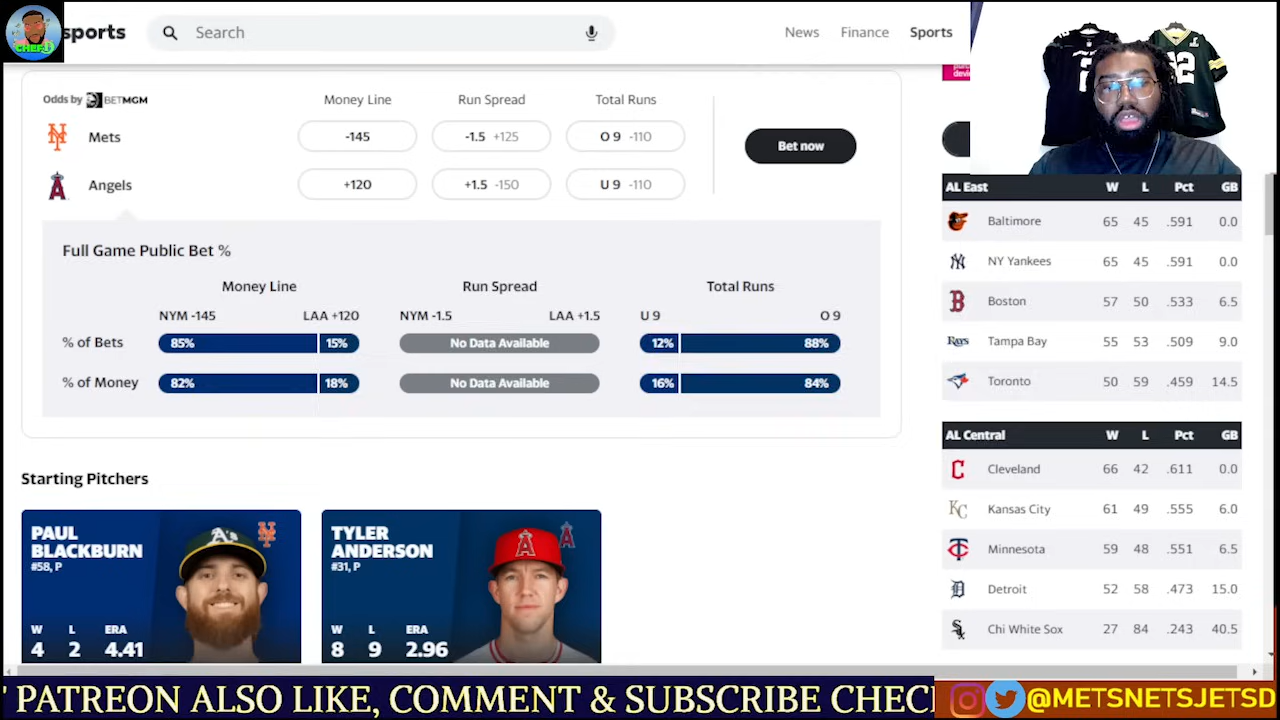 CHEF
sports
Search
News
Finance
Sports
Odds by BETMGM
Money Line
Run Spread
Total Runs
Mets
-145
-1.5 +125
O 9 -110
Bet now
Angels
+120
+1.5 -150
U 9 -110
Full Game Public Bet %
Money Line
Run Spread
Total Runs
NYM -145
LAA +120
NYM -1.5
LAA +1.5
U 9
O 9
% of Bets
85%
15%
No Data Available
12%
88%
% of Money
82%
18%
No Data Available
16%
84%
Starting Pitchers
PAUL
BLACKBURN
#58, P
W L ERA
4 2 4.41
TYLER
ANDERSON
#31, P
W L ERA
8 9 2.96
AL East W L Pct GB
Baltimore 65 45 .591 0.0
NY Yankees 65 45 .591 0.0
Boston 57 50 .533 6.5
Rays Tampa Bay 55 53 .509 9.0
Toronto 50 59 .459 14.5
AL Central W L Pct GB
Cleveland 66 42 .611 0.0
Kansas City 61 49 .555 6.0
Minnesota 59 48 .551 6.5
Detroit 52 58 .473 15.0
Chi White Sox 27 84 .243 40.5
PATREON ALSO LIKE, COMMENT & SUBSCRIBE CHEC
@METSNETSJETSD